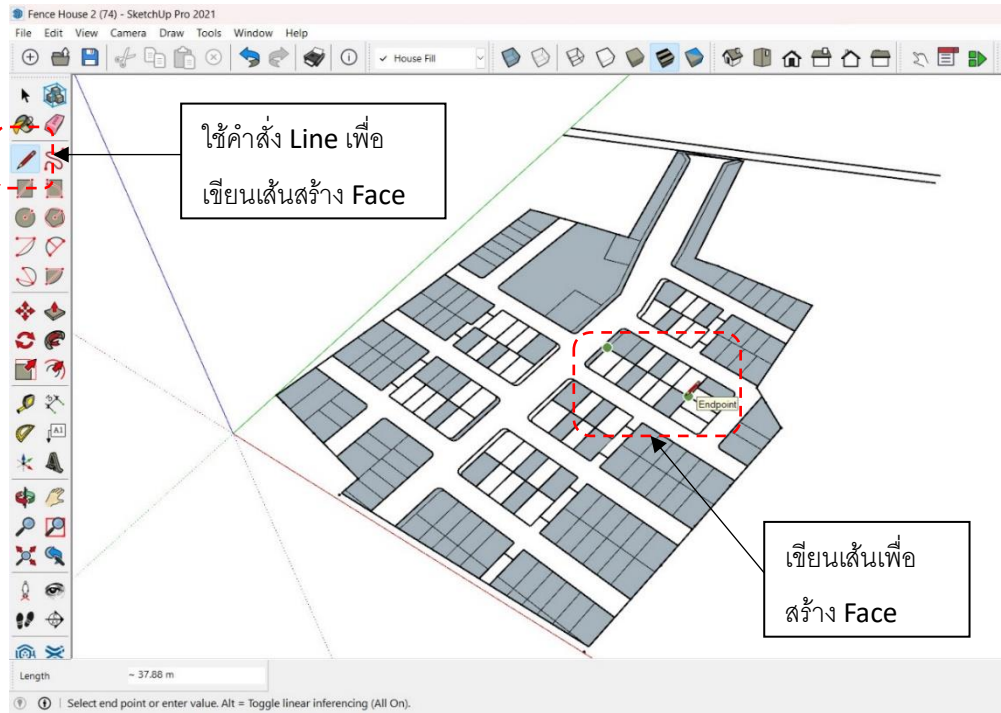 Fence House 2 (74) - SketchUp Pro 2021
File Edit View Camera Draw Tools Window Help
House Fill
ใช้คำสั่ง Line เพื่อ
เขียนเส้นสร้าง Face
A1
Endpoint
เขียนเส้นเพื่อ
สร้าง Face
Length ~ 37.88 m
Select end point or enter value. Alt = Toggle linear inferencing (All On).